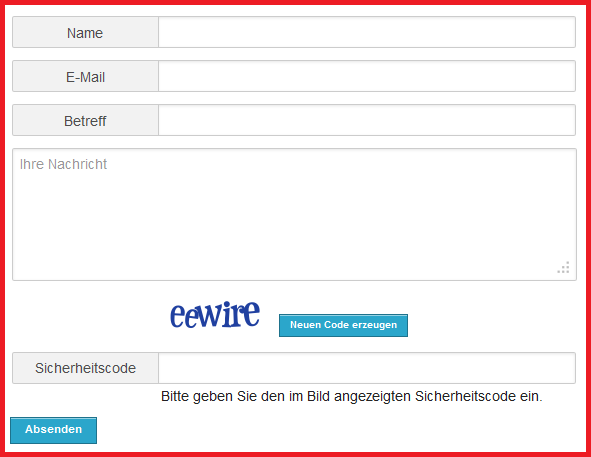 Name
E-Mail
Betreff
Ihre Nachricht
eewire
Neuen Code erzeugen
Sicherheitscode
Bitte geben Sie den im Bild angezeigten Sicherheitscode ein.
Absenden